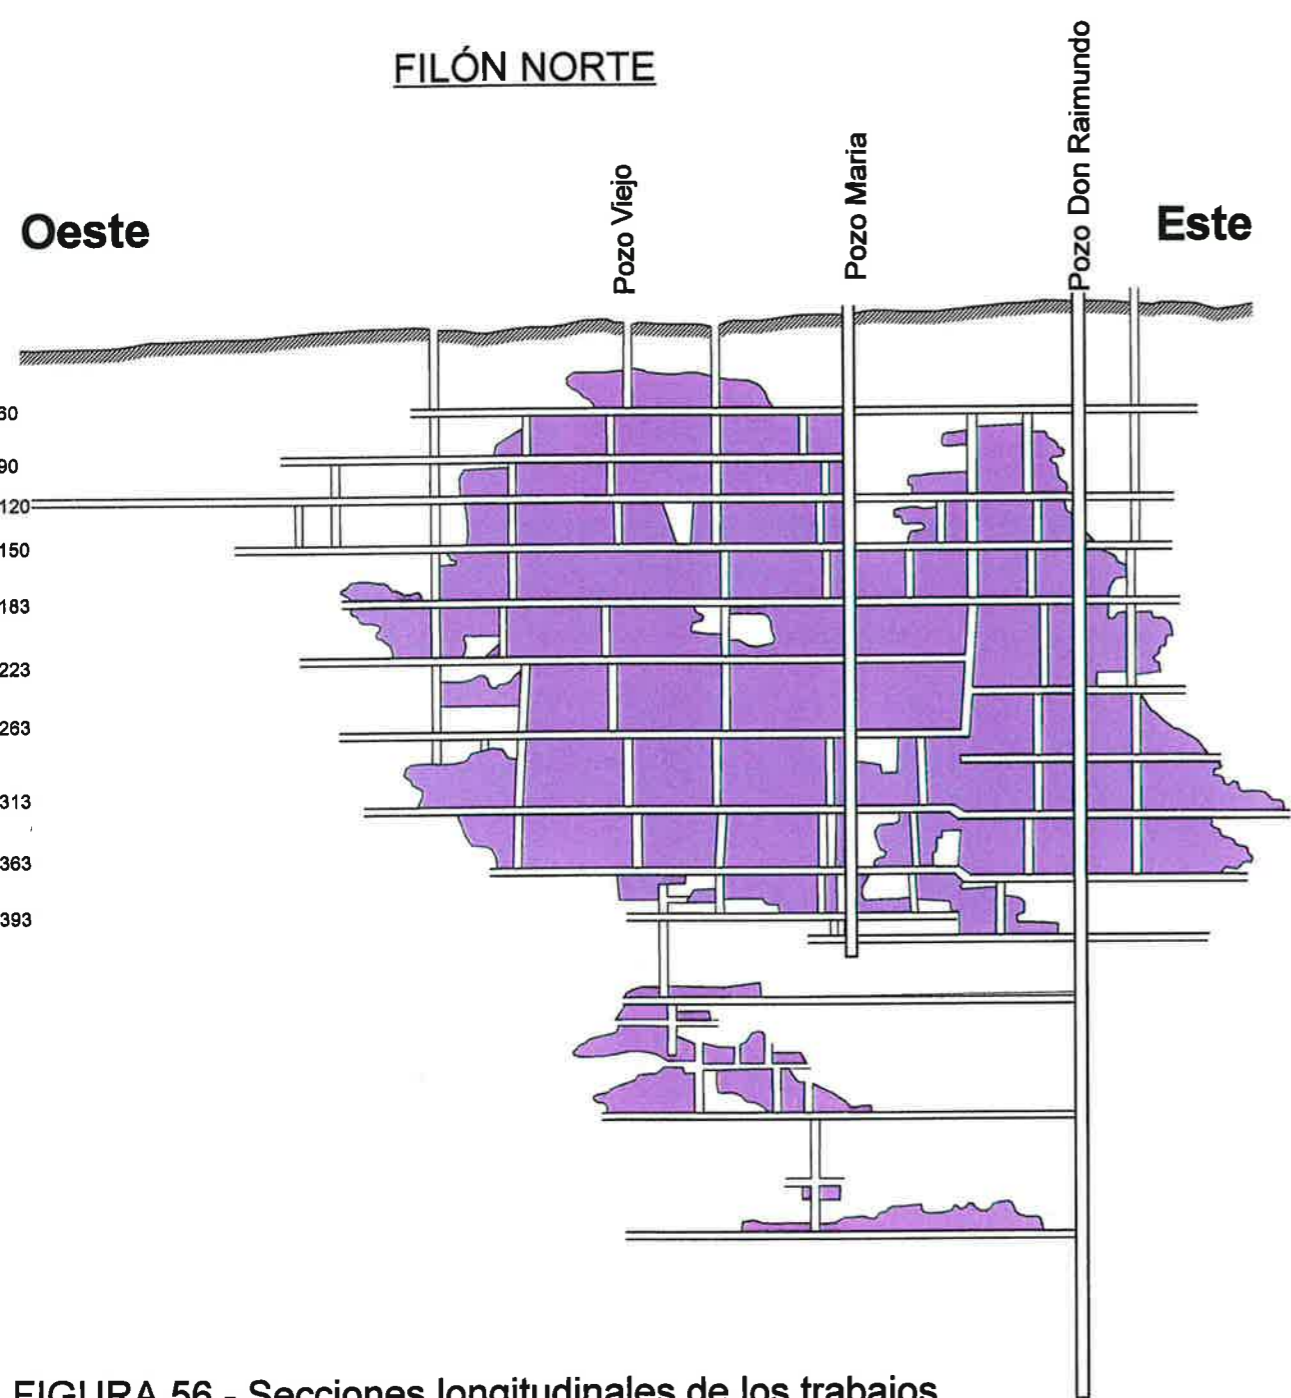 FILÓN NORTE
Oeste
Pozo Viejo
Pozo Maria
Pozo Don Raimundo
Este
60
90
120
150
183
223
263
313
363
393
FIGURA 56.- Secciones longitudinales de los trabajos